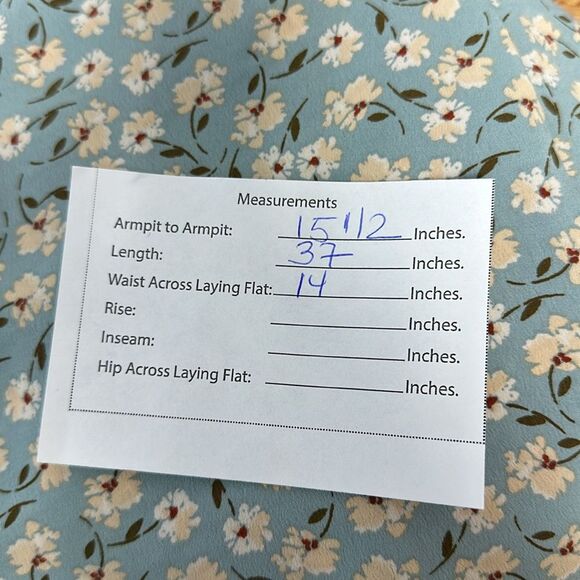 Measurements
Armpit to Armpit: 15 1/2 Inches.
Length: 37 Inches.
Waist Across Laying Flat: 14 Inches.
Rise: Inches.
Inseam: Inches.
Hip Across Laying Flat: Inches.